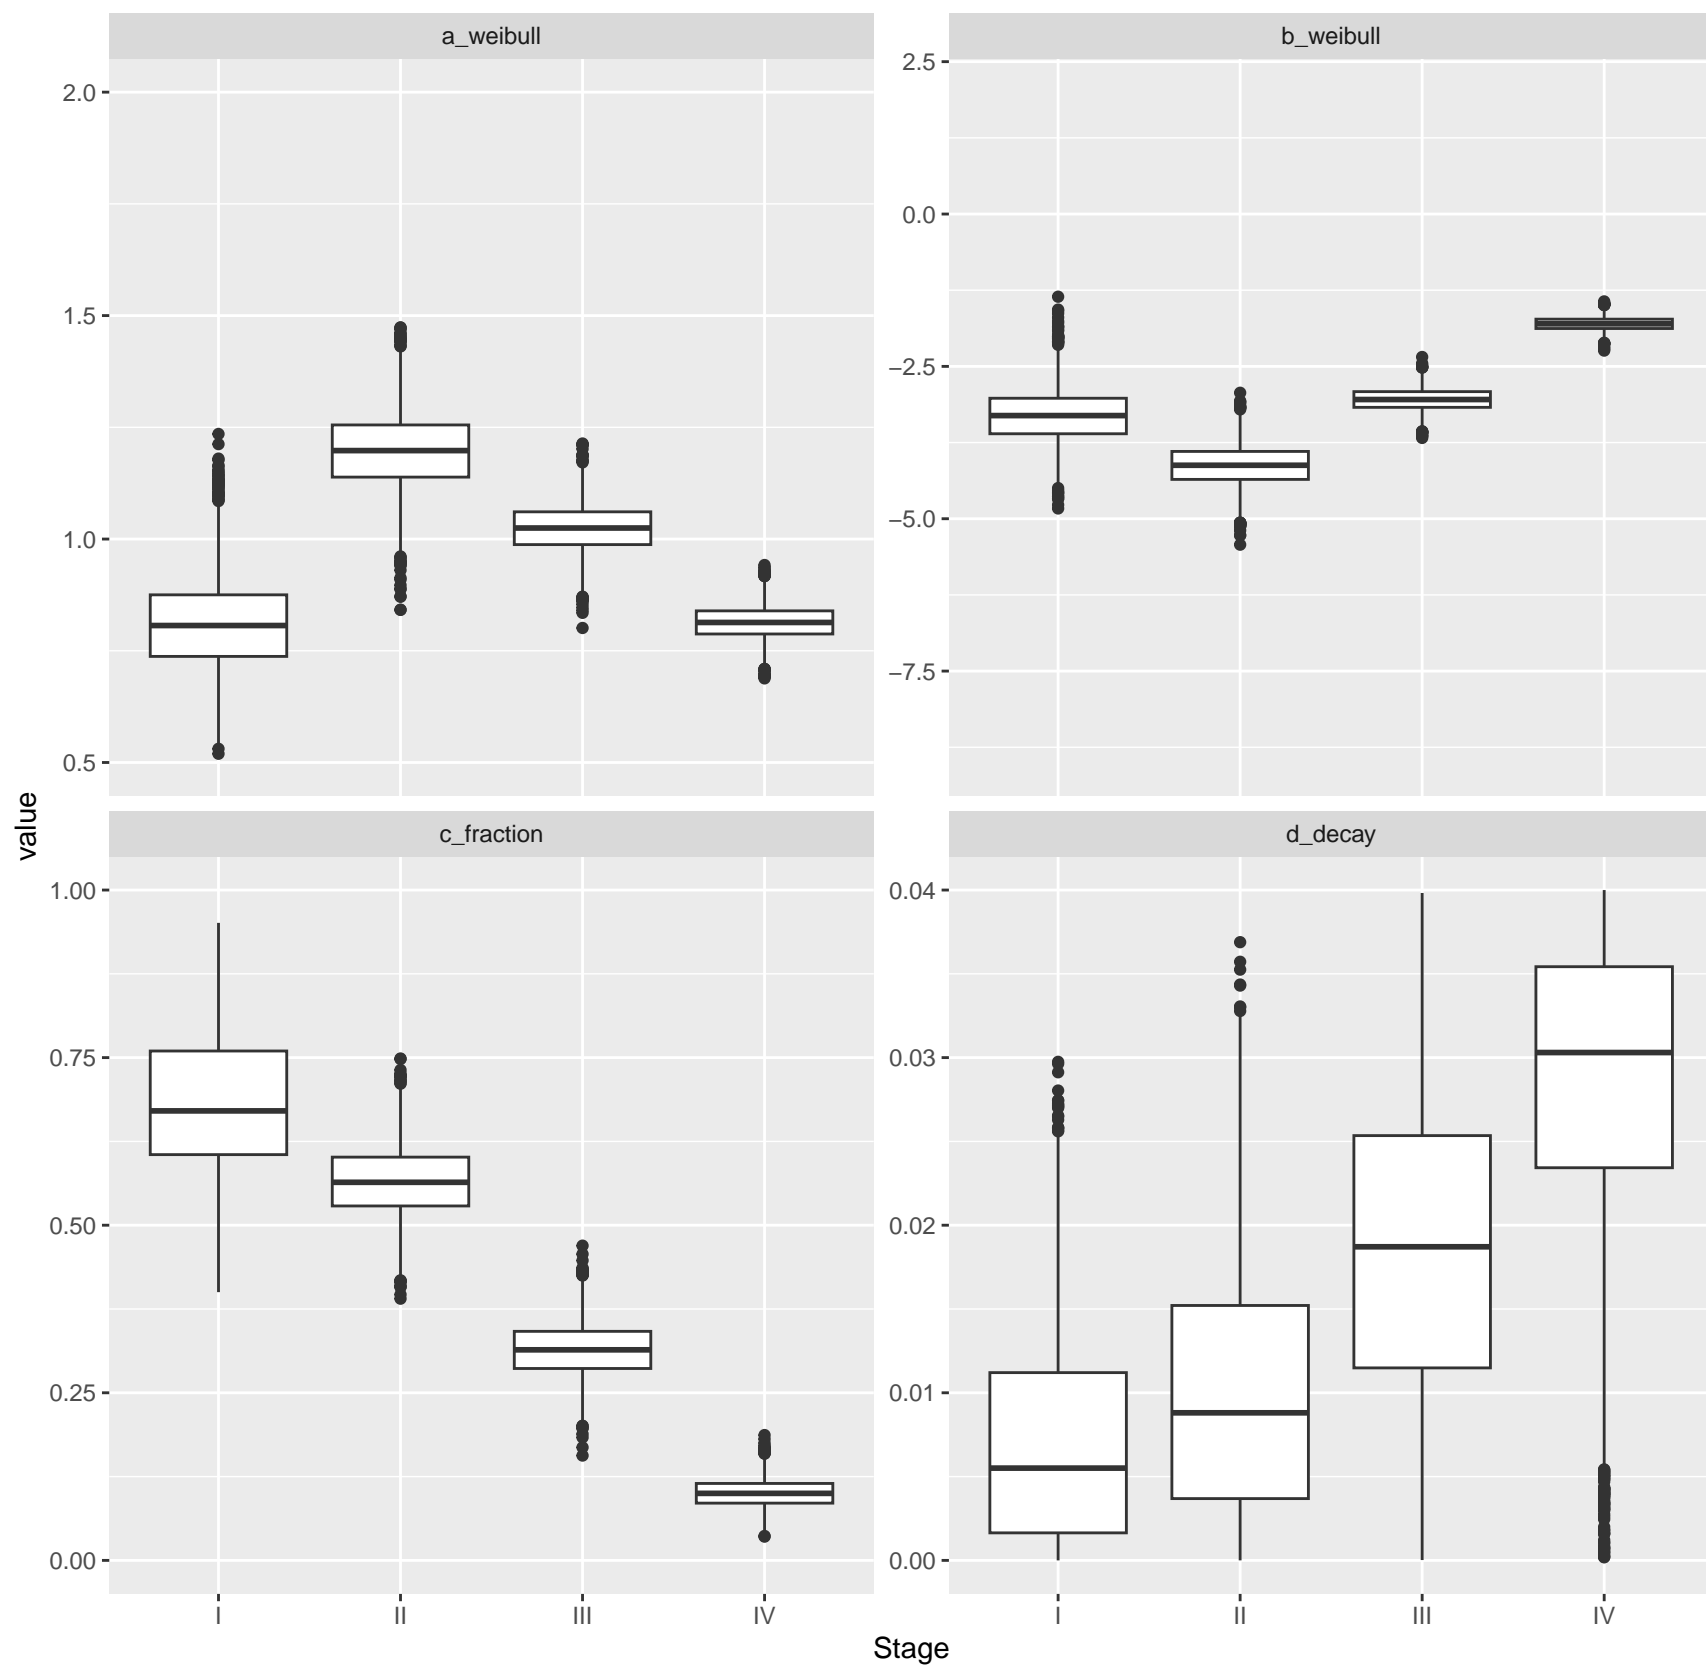 a_weibull
b_weibull
2.0
1.5
1.0
0.5
2.5
0.0
−2.5
−5.0
−7.5
value
c_fraction
d_decay
1.00
0.75
0.50
0.25
0.00
0.04
0.03
0.02
0.01
0.00
I II III IV
I II III IV
Stage